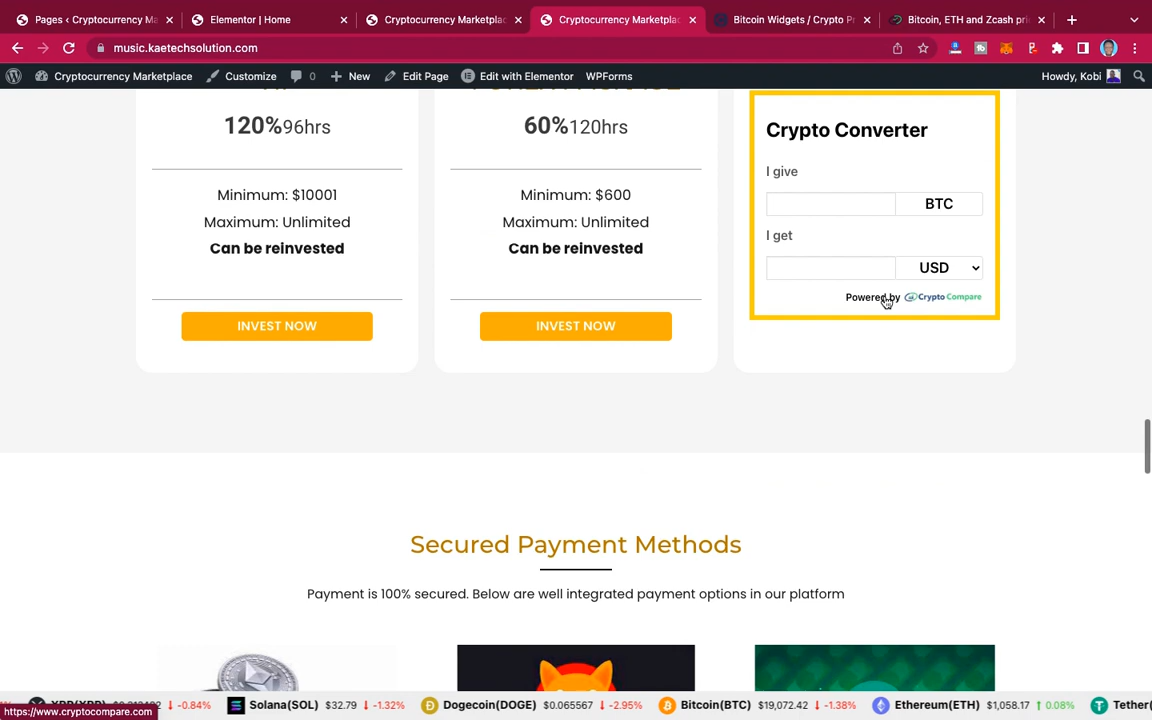 Pages ‹ Cryptocurrency Ma
Elementor | Home
Cryptocurrency Marketplac
Cryptocurrency Marketplac
Bitcoin Widgets / Crypto P
Bitcoin, ETH and Zcash pri
music.kaetechsolution.com
Cryptocurrency Marketplace
Customize
0
New
Edit Page
Edit with Elementor
WPForms
Howdy, Kobi
120%96hrs
Minimum: $10001
Maximum: Unlimited
Can be reinvested
INVEST NOW
60%120hrs
Minimum: $600
Maximum: Unlimited
Can be reinvested
INVEST NOW
Crypto Converter
I give
BTC
I get
USD
Powered by CryptoCompare
Secured Payment Methods
Payment is 100% secured. Below are well integrated payment options in our platform
-0.84% Solana(SOL) $32.79 -1.32% Dogecoin(DOGE) $0.065567 -2.95% Bitcoin(BTC) $19,072.42 -1.38% Ethereum(ETH) $1,058.17 0.08% Tether(
https://www.cryptocompare.com